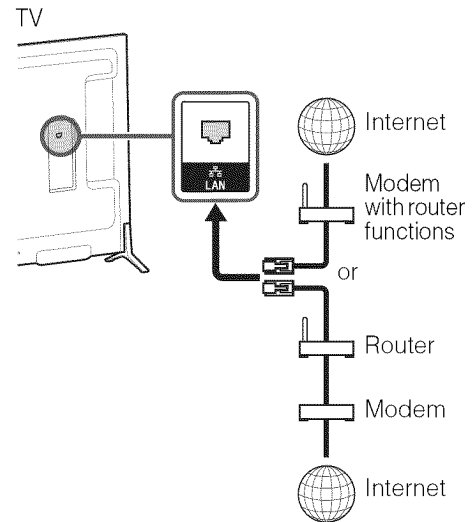 TV
LAN
Internet
Modem
with router
functions
or
Router
Modem
Internet